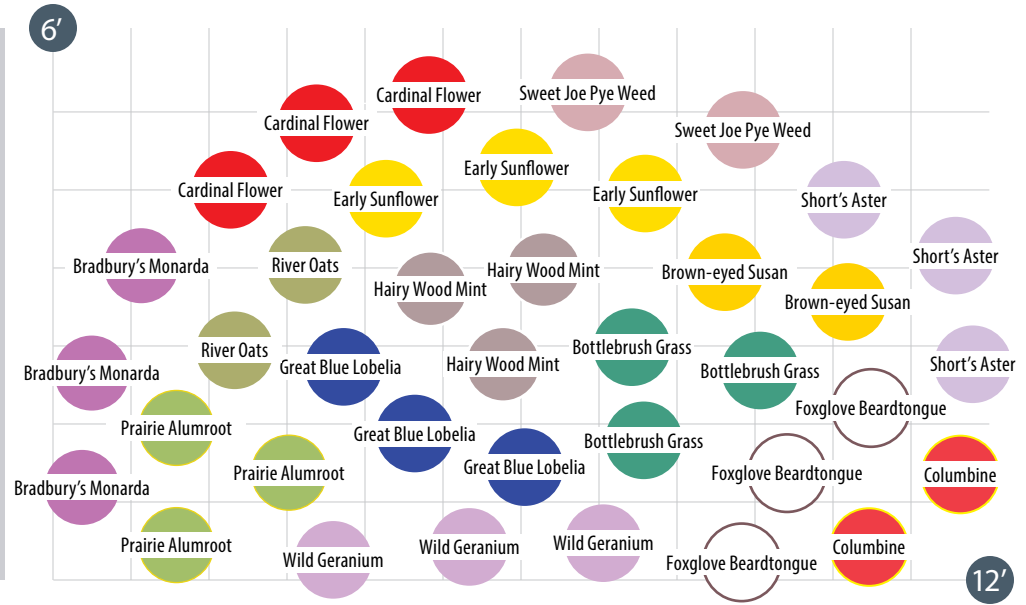 6’
Cardinal Flower
Sweet Joe Pye Weed
Cardinal Flower
Sweet Joe Pye Weed
Early Sunflower
Cardinal Flower
Early Sunflower
Early Sunflower
Short’s Aster
Bradbury’s Monarda
River Oats
Hairy Wood Mint
Brown-eyed Susan
Short’s Aster
Hairy Wood Mint
Brown-eyed Susan
River Oats
Great Blue Lobelia
Hairy Wood Mint
Bottlebrush Grass
Bottlebrush Grass
Short’s Aster
Bradbury’s Monarda
Foxglove Beardtongue
Prairie Alumroot
Great Blue Lobelia
Bottlebrush Grass
Prairie Alumroot
Great Blue Lobelia
Foxglove Beardtongue
Columbine
Bradbury’s Monarda
Prairie Alumroot
Wild Geranium
Wild Geranium
Wild Geranium
Foxglove Beardtongue
Columbine
12’